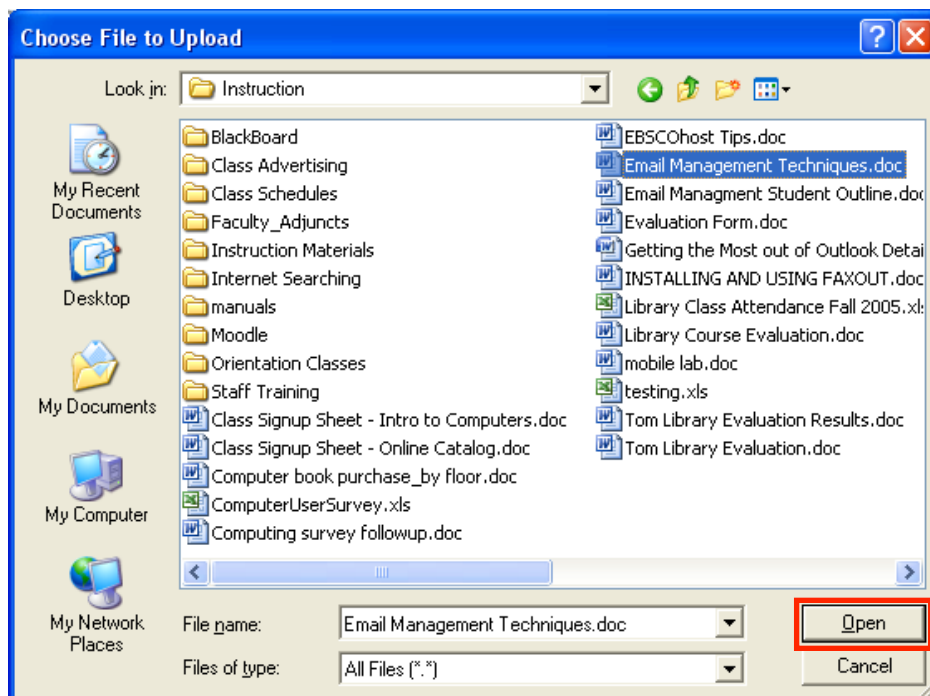 Choose File to Upload
Look in:
Instruction
My Recent
Documents
Desktop
My Documents
My Computer
My Network
Places
BlackBoard
Class Advertising
Class Schedules
Faculty_Adjuncts
Instruction Materials
Internet Searching
manuals
Moodle
Orientation Classes
Staff Training
Class Signup Sheet - Intro to Computers.doc
Class Signup Sheet - Online Catalog.doc
Computer book purchase_by floor.doc
ComputerUserSurvey.xls
Computing survey followup.doc
EBSCOhost Tips.doc
Email Management Techniques.doc
Email Managment Student Outline.doc
Evaluation Form.doc
Getting the Most out of Outlook Detai
INSTALLING AND USING FAXOUT.doc
Library Class Attendance Fall 2005.xl
Library Course Evaluation.doc
mobile lab.doc
testing.xls
Tom Library Evaluation Results.doc
Tom Library Evaluation.doc
File name:
Email Management Techniques.doc
Open
Files of type:
All Files (*.*)
Cancel